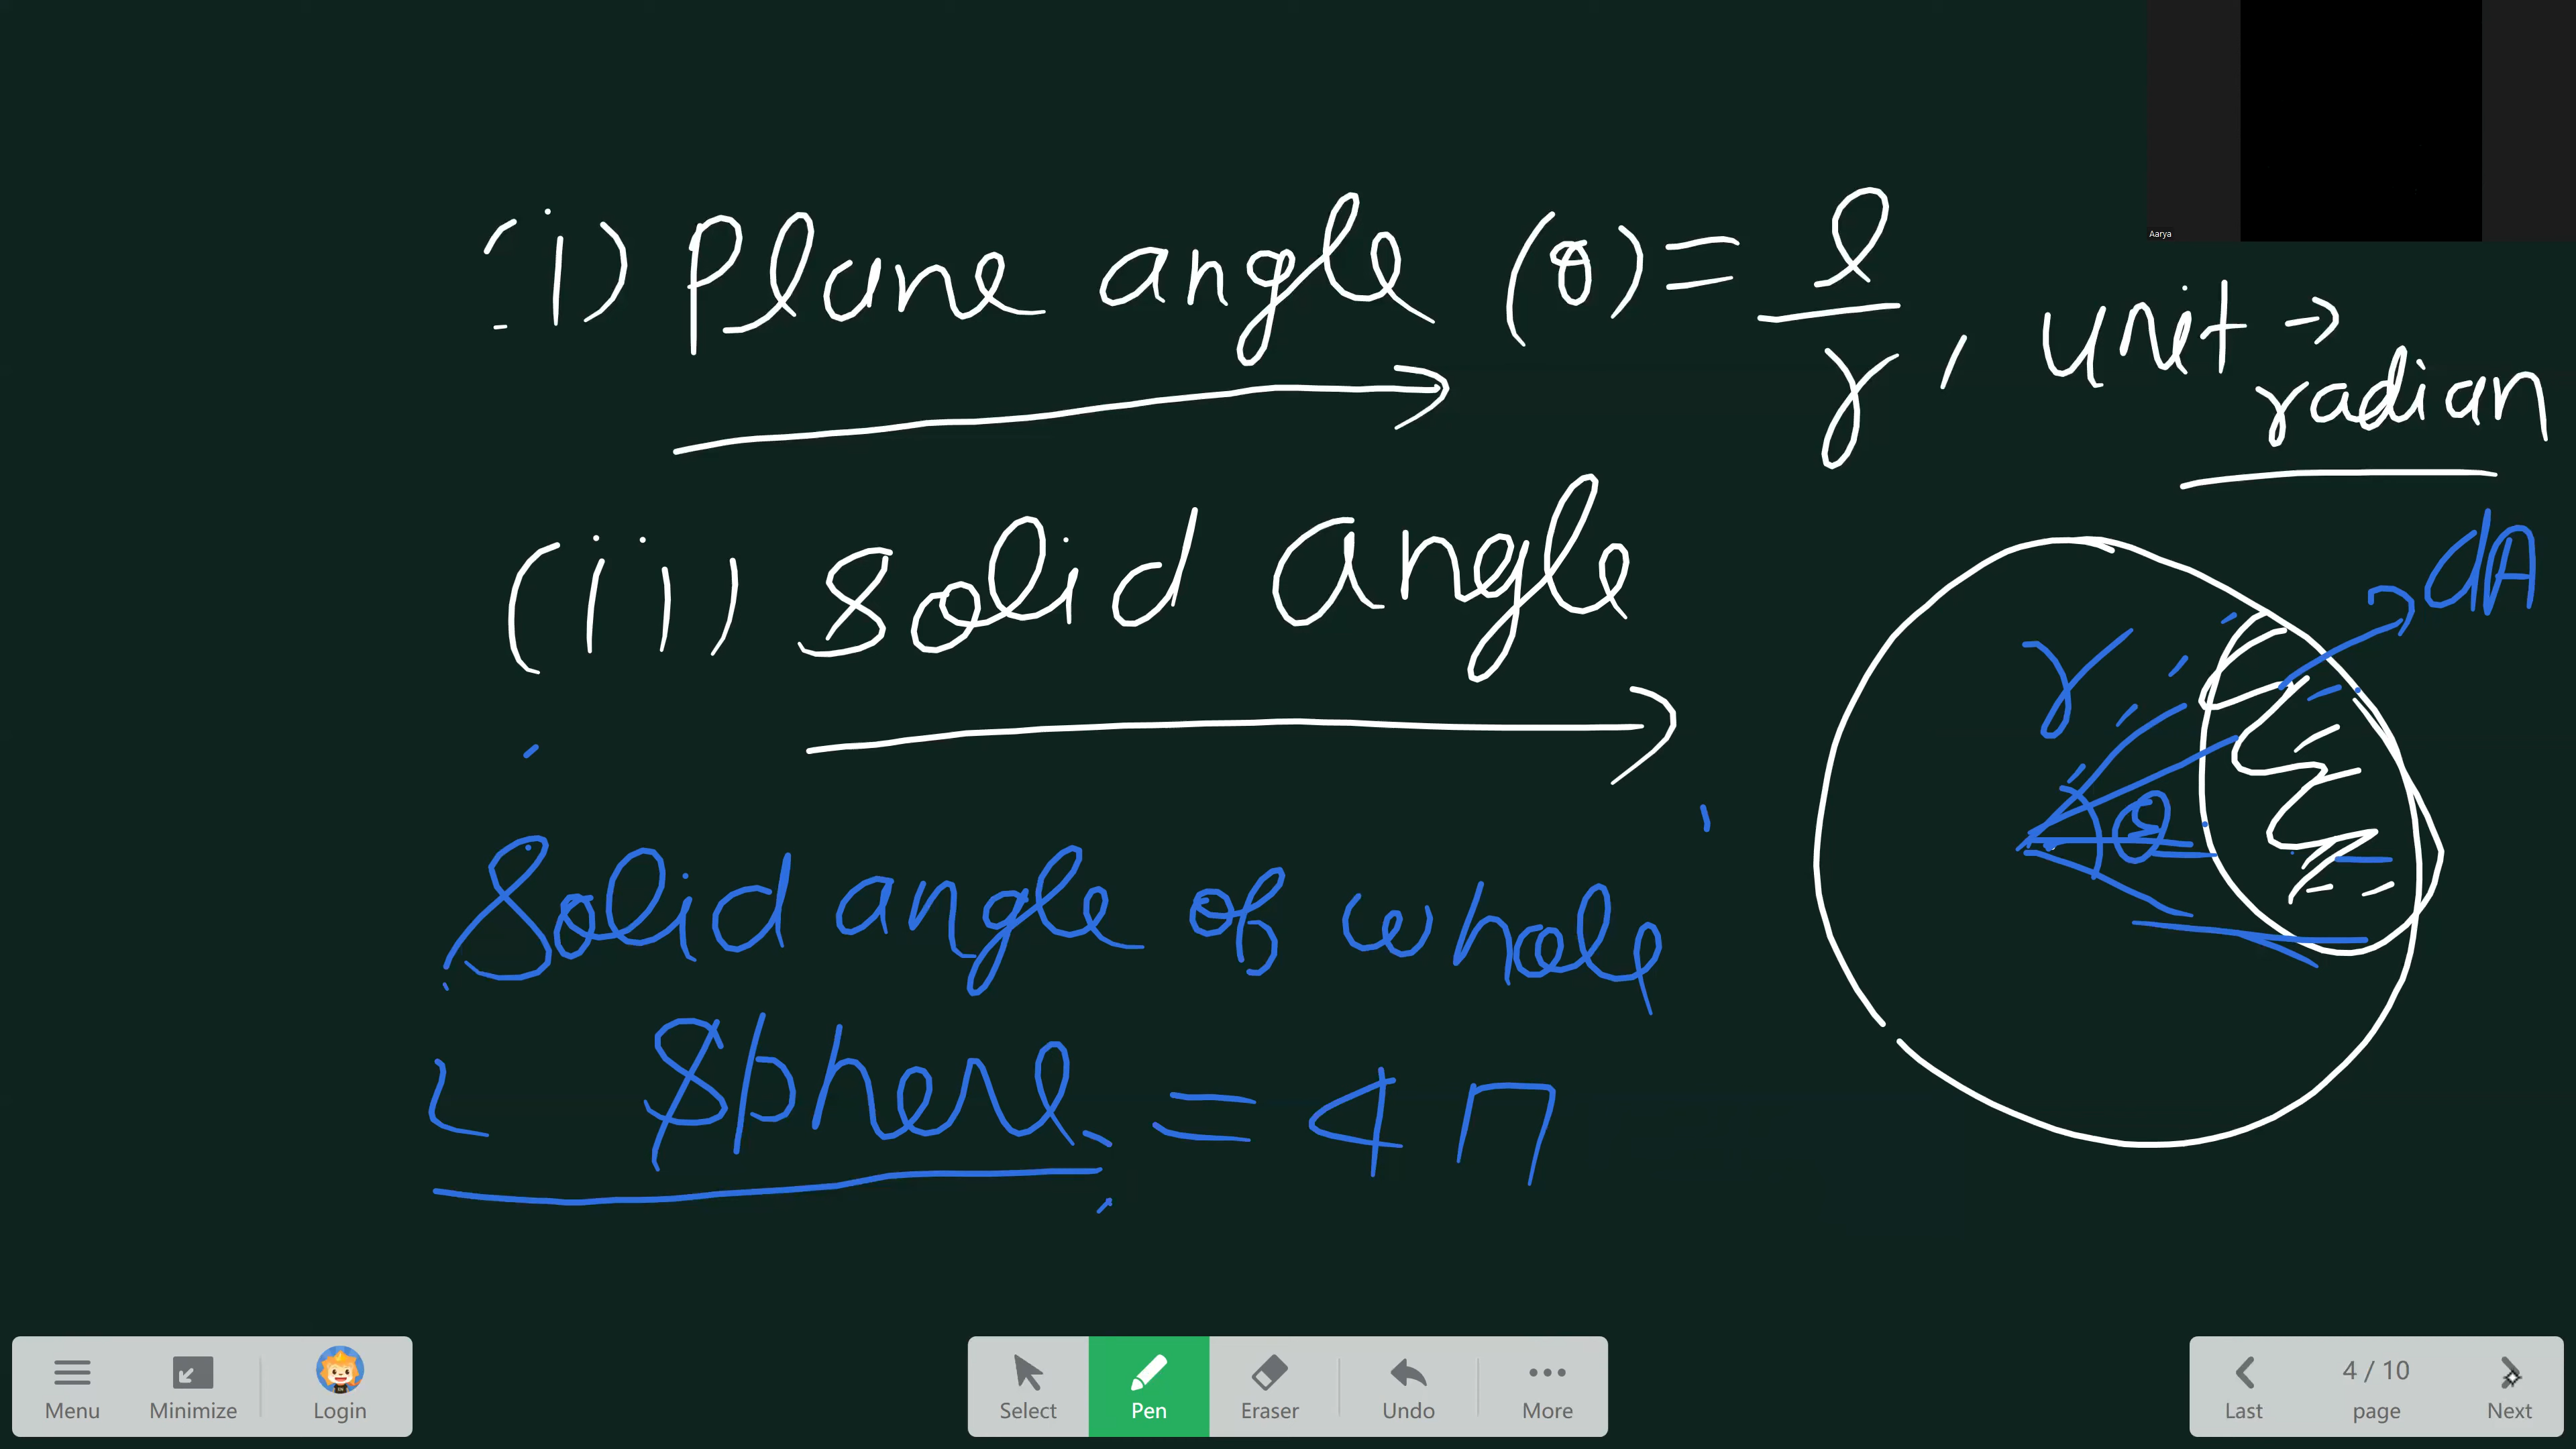 Aarya
(i) Plane angle (θ) = l/r, unit → radian
(ii) Solid angle
dA
r
θ
Solid angle of whole
Sphere = 4π
Menu Minimize Login
Select Pen Eraser Undo More
Last 4 / 10 page Next